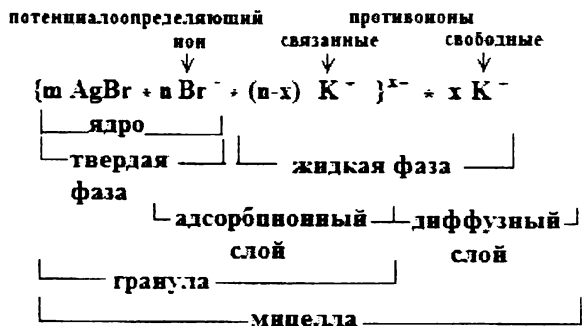 потенциалоопределяющий противоионы
ион связанные свободные
{m AgBr + n Br⁻ + (n-x) K⁺ }ˣ⁻ + x K⁺
ядро
твердая жидкая фаза
фаза
адсорбционный диффузный
слой слой
гранула
мицелла